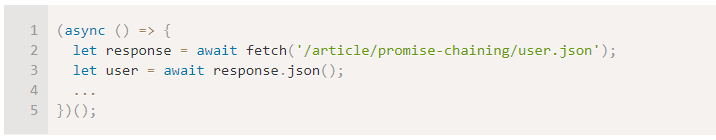 1 (async () => {
2   let response = await fetch('/article/promise-chaining/user.json');
3   let user = await response.json();
4   ...
5 })();